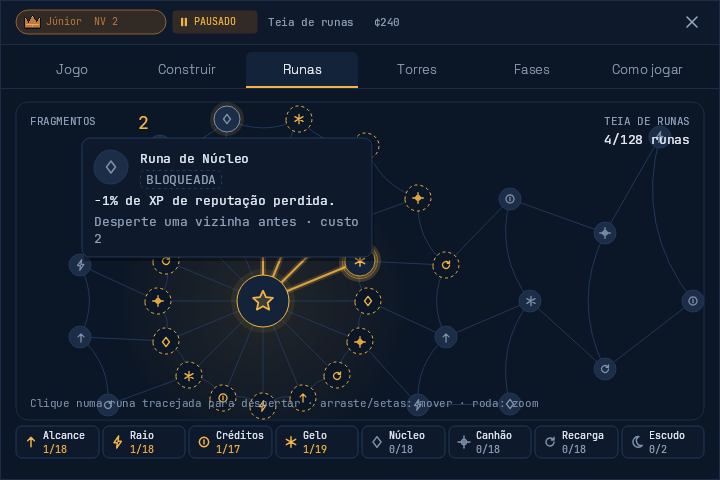 Júnior NV 2
PAUSADO
Teia de runas $240
Jogo Construir Runas Torres Fases Como jogar
FRAGMENTOS 2
TEIA DE RUNAS
4/128 runas
Runa de Núcleo
BLOQUEADA
-1% de XP de reputação perdida.
Desperte uma vizinha antes · custo
2
Clique numa runa tracejada para despertar · arraste/setas: mover · roda: zoom
Alcance 1/18
Raio 1/18
Créditos 1/17
Gelo 1/19
Núcleo 0/18
Canhão 0/18
Recarga 0/18
Escudo 0/2